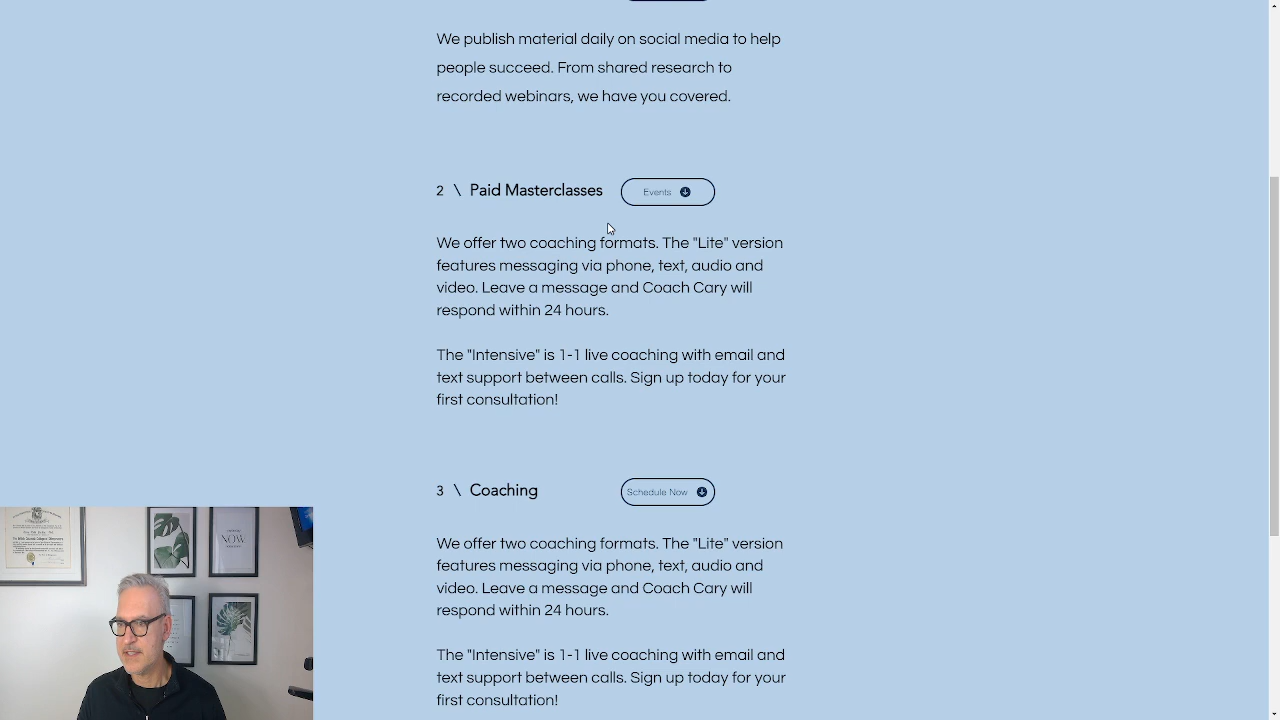 We publish material daily on social media to help
people succeed. From shared research to
recorded webinars, we have you covered.
2 \ Paid Masterclasses
Events
We offer two coaching formats. The "Lite" version
features messaging via phone, text, audio and
video. Leave a message and Coach Cary will
respond within 24 hours.
The "Intensive" is 1-1 live coaching with email and
text support between calls. Sign up today for your
first consultation!
3 \ Coaching
Schedule Now
We offer two coaching formats. The "Lite" version
features messaging via phone, text, audio and
video. Leave a message and Coach Cary will
respond within 24 hours.
The "Intensive" is 1-1 live coaching with email and
text support between calls. Sign up today for your
first consultation!
NOW